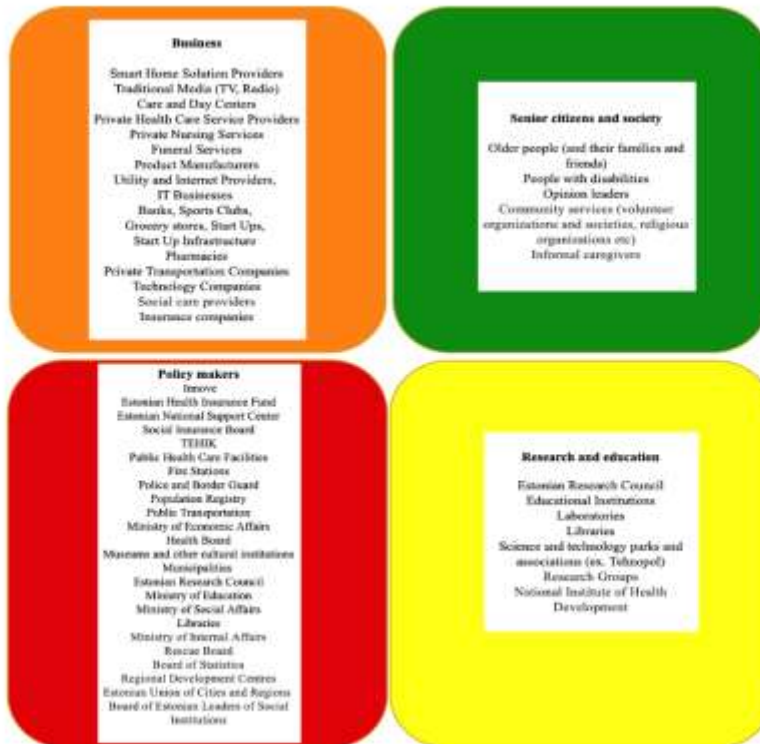 Business
Smart Home Solution Providers
Traditional Media (TV, Radio)
Care and Day Centers
Private Health Care Service Providers
Private Nursing Services
Funeral Services
Product Manufacturers
Utility and Internet Providers,
IT Businesses
Banks, Sports Clubs,
Grocery stores, Start Ups,
Start Up Infrastructure
Pharmacies
Private Transportation Companies
Technology Companies
Social care providers
Insurance companies
Senior citizens and society
Older people (and their families and
friends)
People with disabilities
Opinion leaders
Community services (volunteer
organizations and societies, religious
organizations etc)
Informal caregivers
Policy makers
Innove
Estonian Health Insurance Fund
Estonian National Support Center
Social Insurance Board
TEHIK
Public Health Care Facilities
Fire Stations
Police and Border Guard
Population Registry
Public Transportation
Ministry of Economic Affairs
Health Board
Museums and other cultural institutions
Municipalities
Estonian Research Council
Ministry of Education
Ministry of Social Affairs
Libraries
Ministry of Internal Affairs
Rescue Board
Board of Statistics
Regional Development Centres
Estonian Union of Cities and Regions
Board of Estonian Leaders of Social
Institutions
Research and education
Estonian Research Council
Educational Institutions
Laboratories
Libraries
Science and technology parks and
associations (ex. Tehnopol)
Research Groups
National Institute of Health
Development